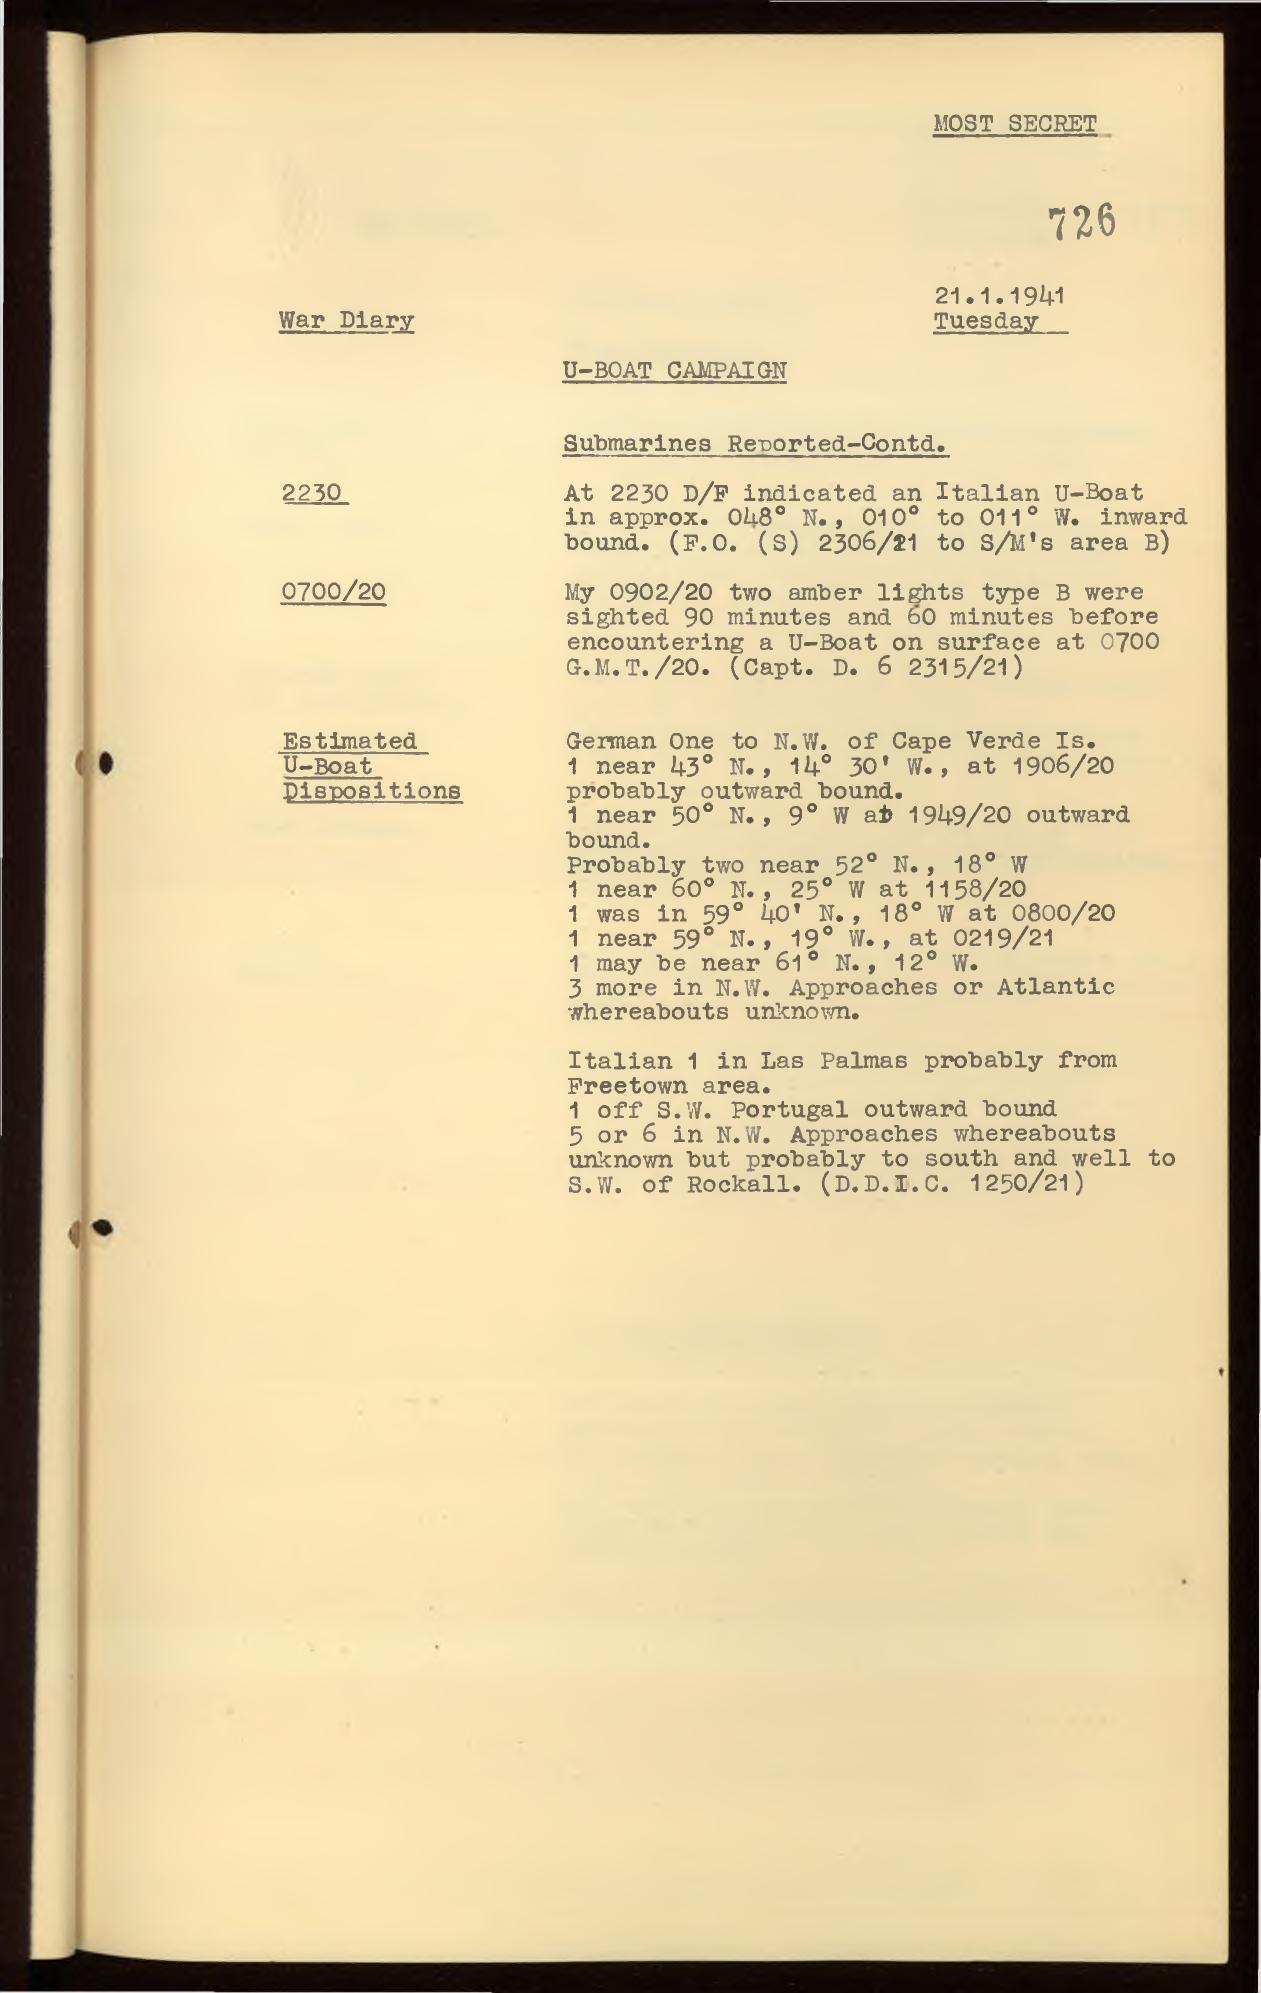 MOST SECRET
726
21.1.1941
War Diary
Tuesday
U-BOAT CAMPAIGN
Submarines Reported-Contd.
2230
At 2230 D/F indicated an Italian U-Boat
in approx. 048° N., 010° to 011° W. inward
bound. (F.O. (S) 2306/21 to S/M's area B)
0700/20
My 0902/20 two amber lights type B were
sighted 90 minutes and 60 minutes before
encountering a U-Boat on surface at 0700
G.M.T./20. (Capt. D. 6 2315/21)
Estimated
U-Boat
Dispositions
German One to N.W. of Cape Verde Is.
1 near 43° N., 14° 30' W., at 1906/20
probably outward bound.
1 near 50° N., 9° W at 1949/20 outward
bound.
Probably two near 52° N., 18° W
1 near 60° N., 25° W at 1158/20
1 was in 59° 40' N., 18° W at 0800/20
1 near 59° N., 19° W., at 0219/21
1 may be near 61° N., 12° W.
3 more in N.W. Approaches or Atlantic
whereabouts unknown.
Italian 1 in Las Palmas probably from
Freetown area.
1 off S.W. Portugal outward bound
5 or 6 in N.W. Approaches whereabouts
unknown but probably to south and well to
S.W. of Rockall. (D.D.I.C. 1250/21)